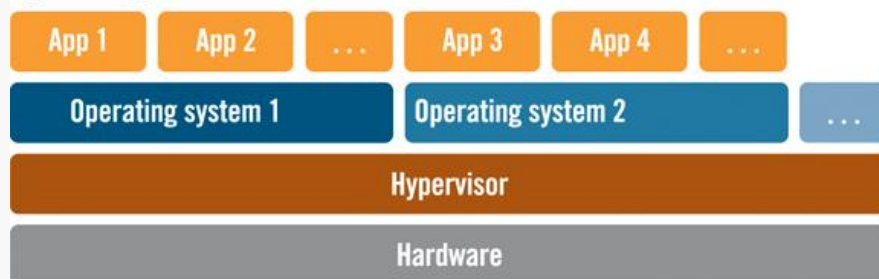 App 1 App 2 ... App 3 App 4 ...
Operating system 1 Operating system 2 ...
Hypervisor
Hardware